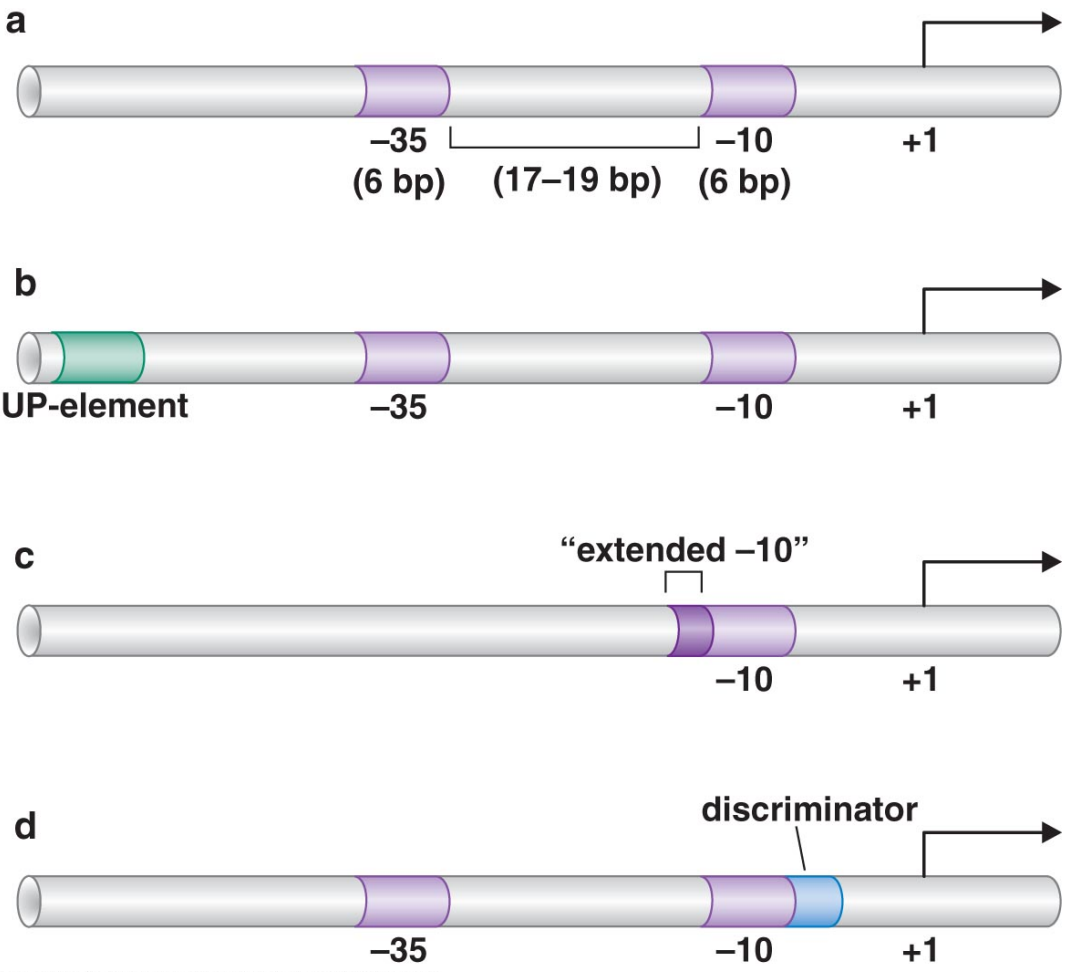 a
–35 –10 +1
(6 bp) (17–19 bp) (6 bp)
b
UP-element –35 –10 +1
c
“extended –10”
–10 +1
d
discriminator
–35 –10 +1